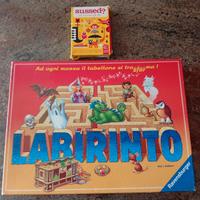 sussed?
Ad ogni mossa il tabellone si trasforma!
LABIRINTO
Ravensburger